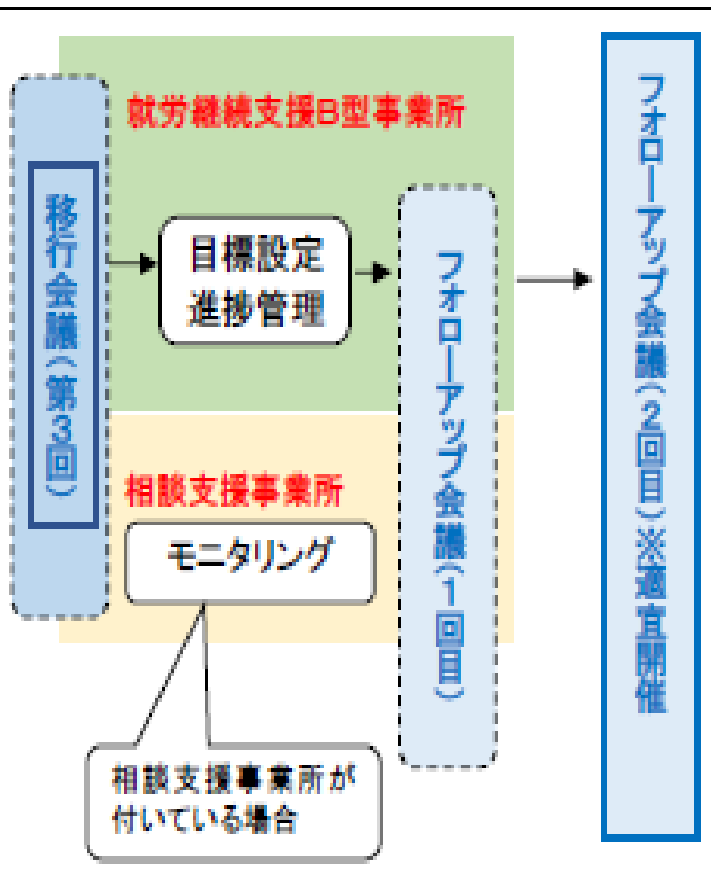 移行会議（第3回）
就労継続支援B型事業所
目標設定
進捗管理
相談支援事業所
モニタリング
相談支援事業所が
付いている場合
フォローアップ会議（1回目）
フォローアップ会議（2回目）※適宜開催